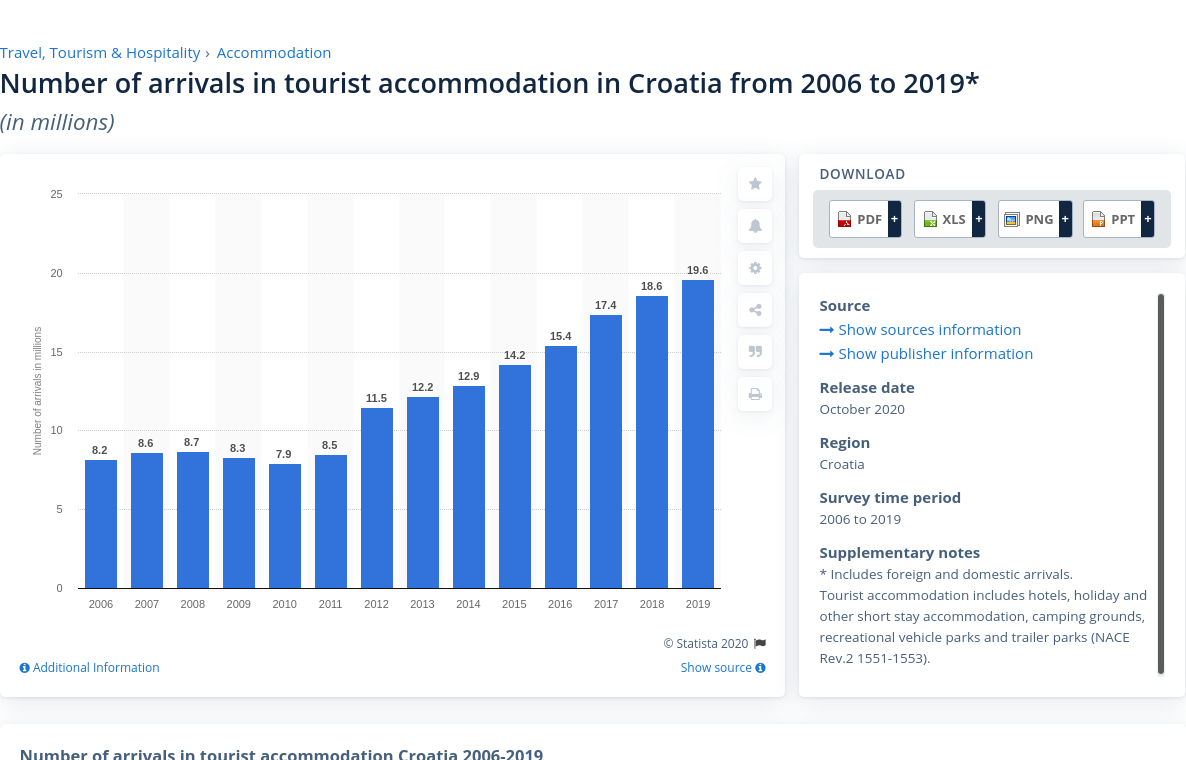 Travel, Tourism & Hospitality › Accommodation
Number of arrivals in tourist accommodation in Croatia from 2006 to 2019*
(in millions)
Number of arrivals in millions
25
20
15
10
5
0
8.2
8.6
8.7
8.3
7.9
8.5
11.5
12.2
12.9
14.2
15.4
17.4
18.6
19.6
2006 2007 2008 2009 2010 2011 2012 2013 2014 2015 2016 2017 2018 2019
© Statista 2020
Additional Information
Show source
DOWNLOAD
PDF + XLS + PNG + PPT +
Source
Show sources information
Show publisher information
Release date
October 2020
Region
Croatia
Survey time period
2006 to 2019
Supplementary notes
* Includes foreign and domestic arrivals.
Tourist accommodation includes hotels, holiday and
other short stay accommodation, camping grounds,
recreational vehicle parks and trailer parks (NACE
Rev.2 1551-1553).
Number of arrivals in tourist accommodation Croatia 2006-2019